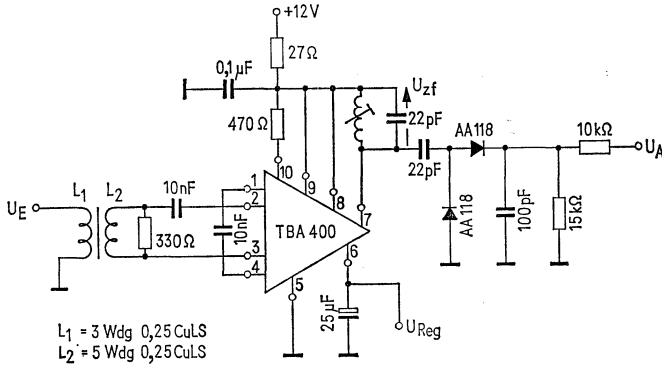 +12V
27Ω
0,1µF
470Ω
Uzf
22pF
22pF
AA118
10kΩ
UA
AA118
100pF
15kΩ
UE
L1
L2
10nF
330Ω
10nF
1
2
3
4
10
9
8
7
TBA 400
6
5
25µF
UReg
L1 = 3 Wdg 0,25 CuLS
L2 = 5 Wdg 0,25 CuLS